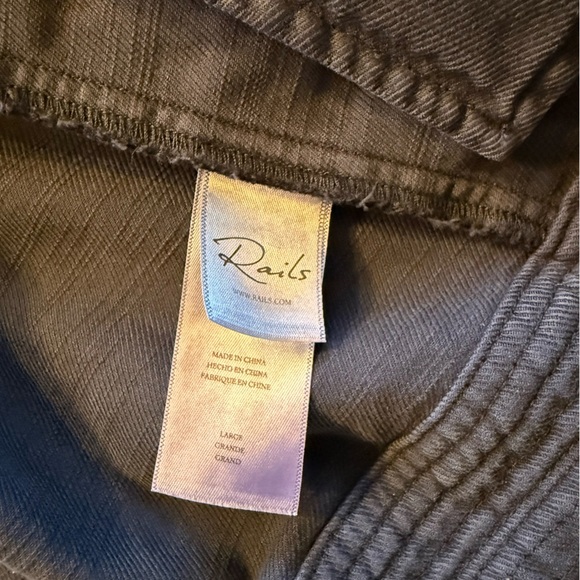 Rails
WWW.RAILS.COM
MADE IN CHINA
HECHO EN CHINA
FABRIQUE EN CHINE
LARGE
GRANDE
GRAND